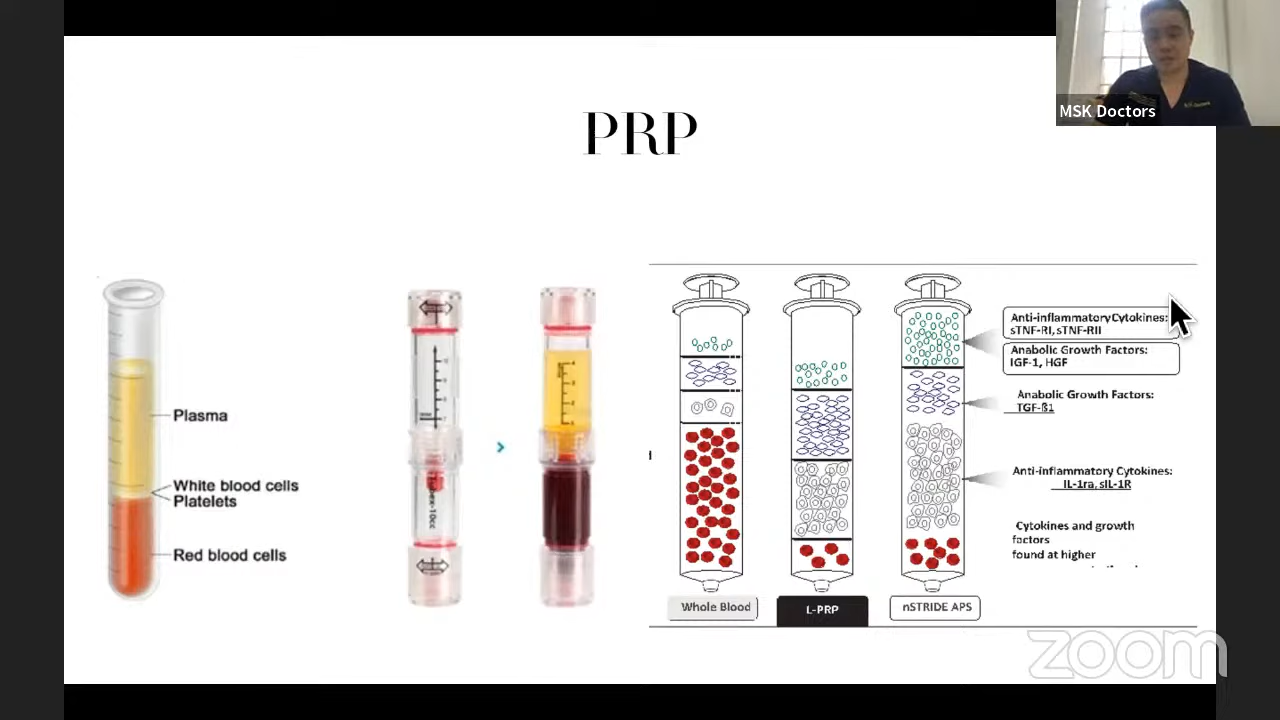 MSK Doctors
PRP
Plasma
White blood cells
Platelets
Red blood cells
Anti-inflammatory Cytokines:
sTNF-RI, sTNF-RII
Anabolic Growth Factors:
IGF-1, HGF
Anabolic Growth Factors:
TGF-ß1
Anti-inflammatory Cytokines:
IL-1ra, sIL-1R
Cytokines and growth
factors
found at higher
Whole Blood
L-PRP
nSTRIDE APS
zoom